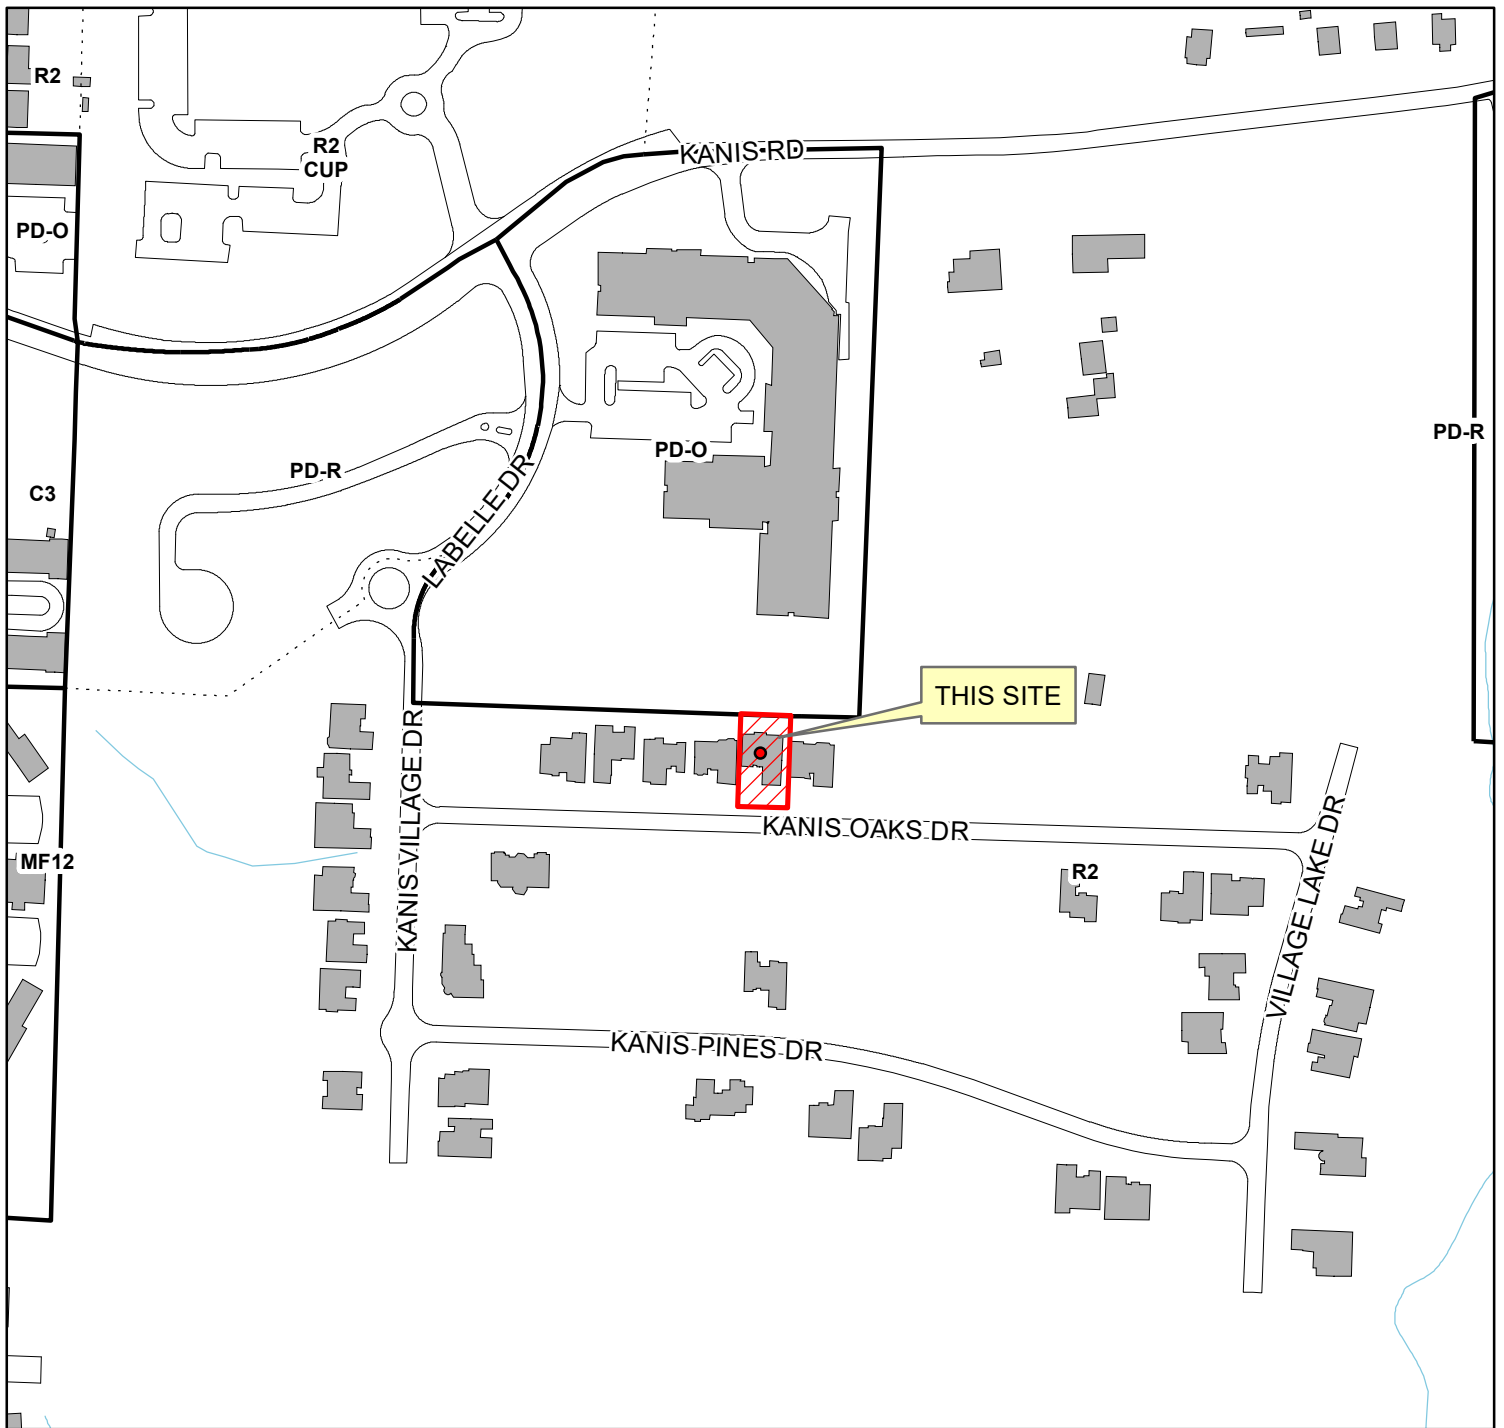 R2
R2
CUP
KANIS RD
PD-O
PD-R
PD-O
PD-R
C3
LABELLE DR
THIS SITE
KANIS VILLAGE DR
KANIS OAKS DR
VILLAGE LAKE DR
MF12
R2
KANIS PINES DR